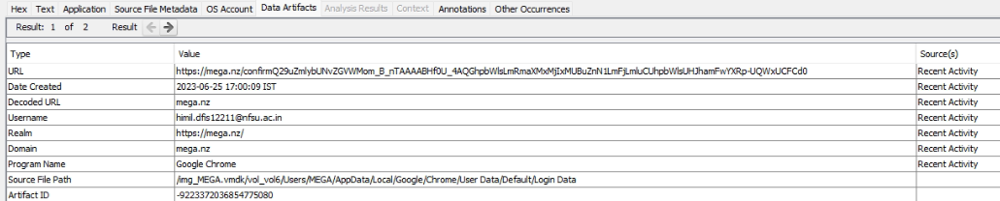 Hex Text Application Source File Metadata OS Account Data Artifacts Analysis Results Context Annotations Other Occurrences
Result: 1 of 2 Result
Type Value Source(s)
URL https://mega.nz/confirmQ29uZmlybUNvZGVWMom_B_nTAAAABHf0U_4AQGhpbWlsLmRmaXMxMjIxMUBuZnN1LmFjLmluCUhpbWlsUHJhamFwYXRp-UQWxUCFCd0 Recent Activity
Date Created 2023-06-25 17:00:09 IST Recent Activity
Decoded URL mega.nz Recent Activity
Username himil.dfis12211@nfsu.ac.in Recent Activity
Realm https://mega.nz/ Recent Activity
Domain mega.nz Recent Activity
Program Name Google Chrome Recent Activity
Source File Path /img_MEGA.vmdk/vol_vol6/Users/MEGA/AppData/Local/Google/Chrome/User Data/Default/Login Data
Artifact ID -9223372036854775080